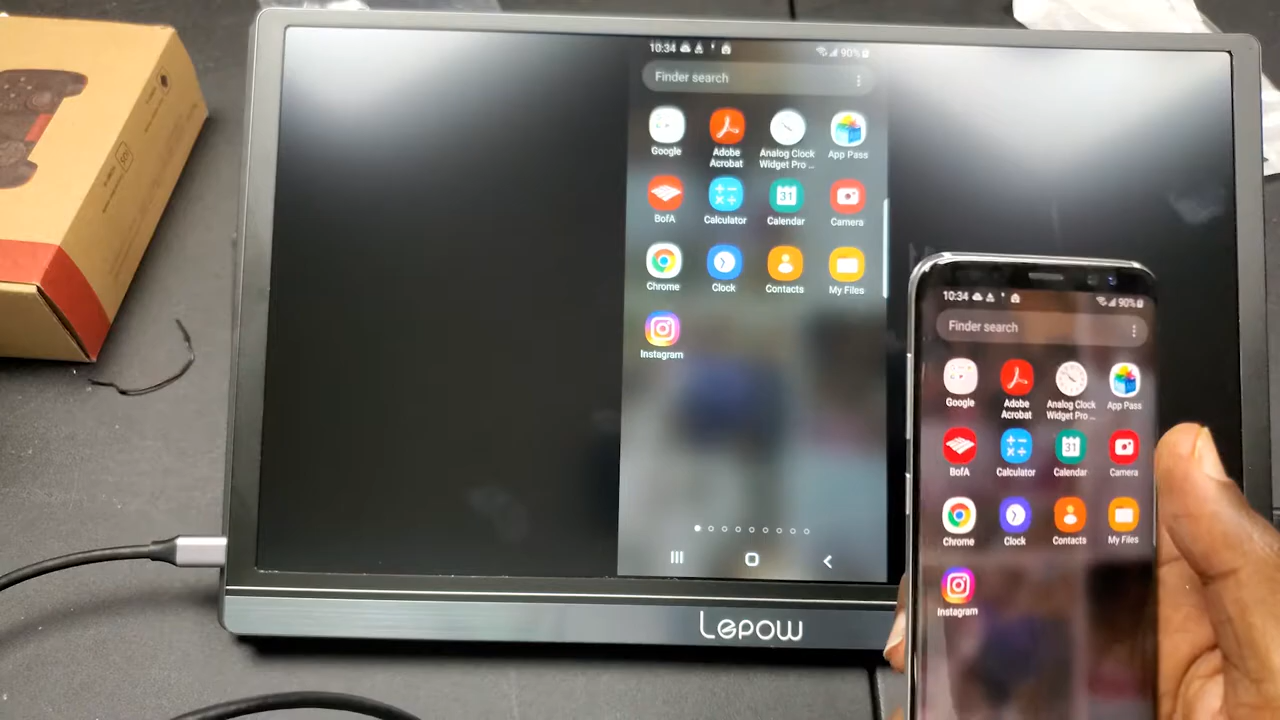 10:34
90%
Finder search
Google
Adobe
Acrobat
Analog Clock
Widget Pro ...
App Pass
BofA
Calculator
31
Calendar
Camera
Chrome
Clock
Contacts
My Files
Instagram
Lepow
10:34
90%
Finder search
Google
Adobe
Acrobat
Analog Clock
Widget Pro ...
App Pass
BofA
Calculator
31
Calendar
Camera
Chrome
Clock
Contacts
My Files
Instagram